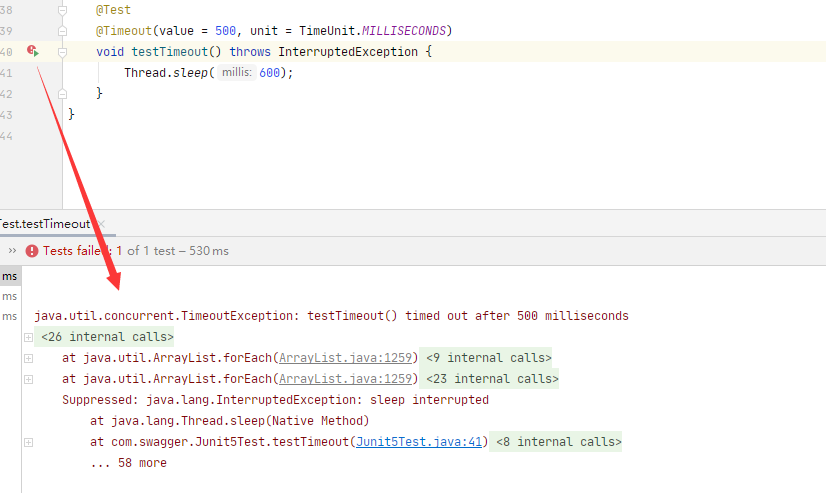 38 @Test
39 @Timeout(value = 500, unit = TimeUnit.MILLISECONDS)
40 void testTimeout() throws InterruptedException {
41 Thread.sleep( millis: 600);
42 }
43 }
44
Test.testTimeout ×
›› Tests failed: 1 of 1 test – 530 ms
ms
ms
ms java.util.concurrent.TimeoutException: testTimeout() timed out after 500 milliseconds
<26 internal calls>
at java.util.ArrayList.forEach(ArrayList.java:1259) <9 internal calls>
at java.util.ArrayList.forEach(ArrayList.java:1259) <23 internal calls>
Suppressed: java.lang.InterruptedException: sleep interrupted
at java.lang.Thread.sleep(Native Method)
at com.swagger.Junit5Test.testTimeout(Junit5Test.java:41) <8 internal calls>
... 58 more